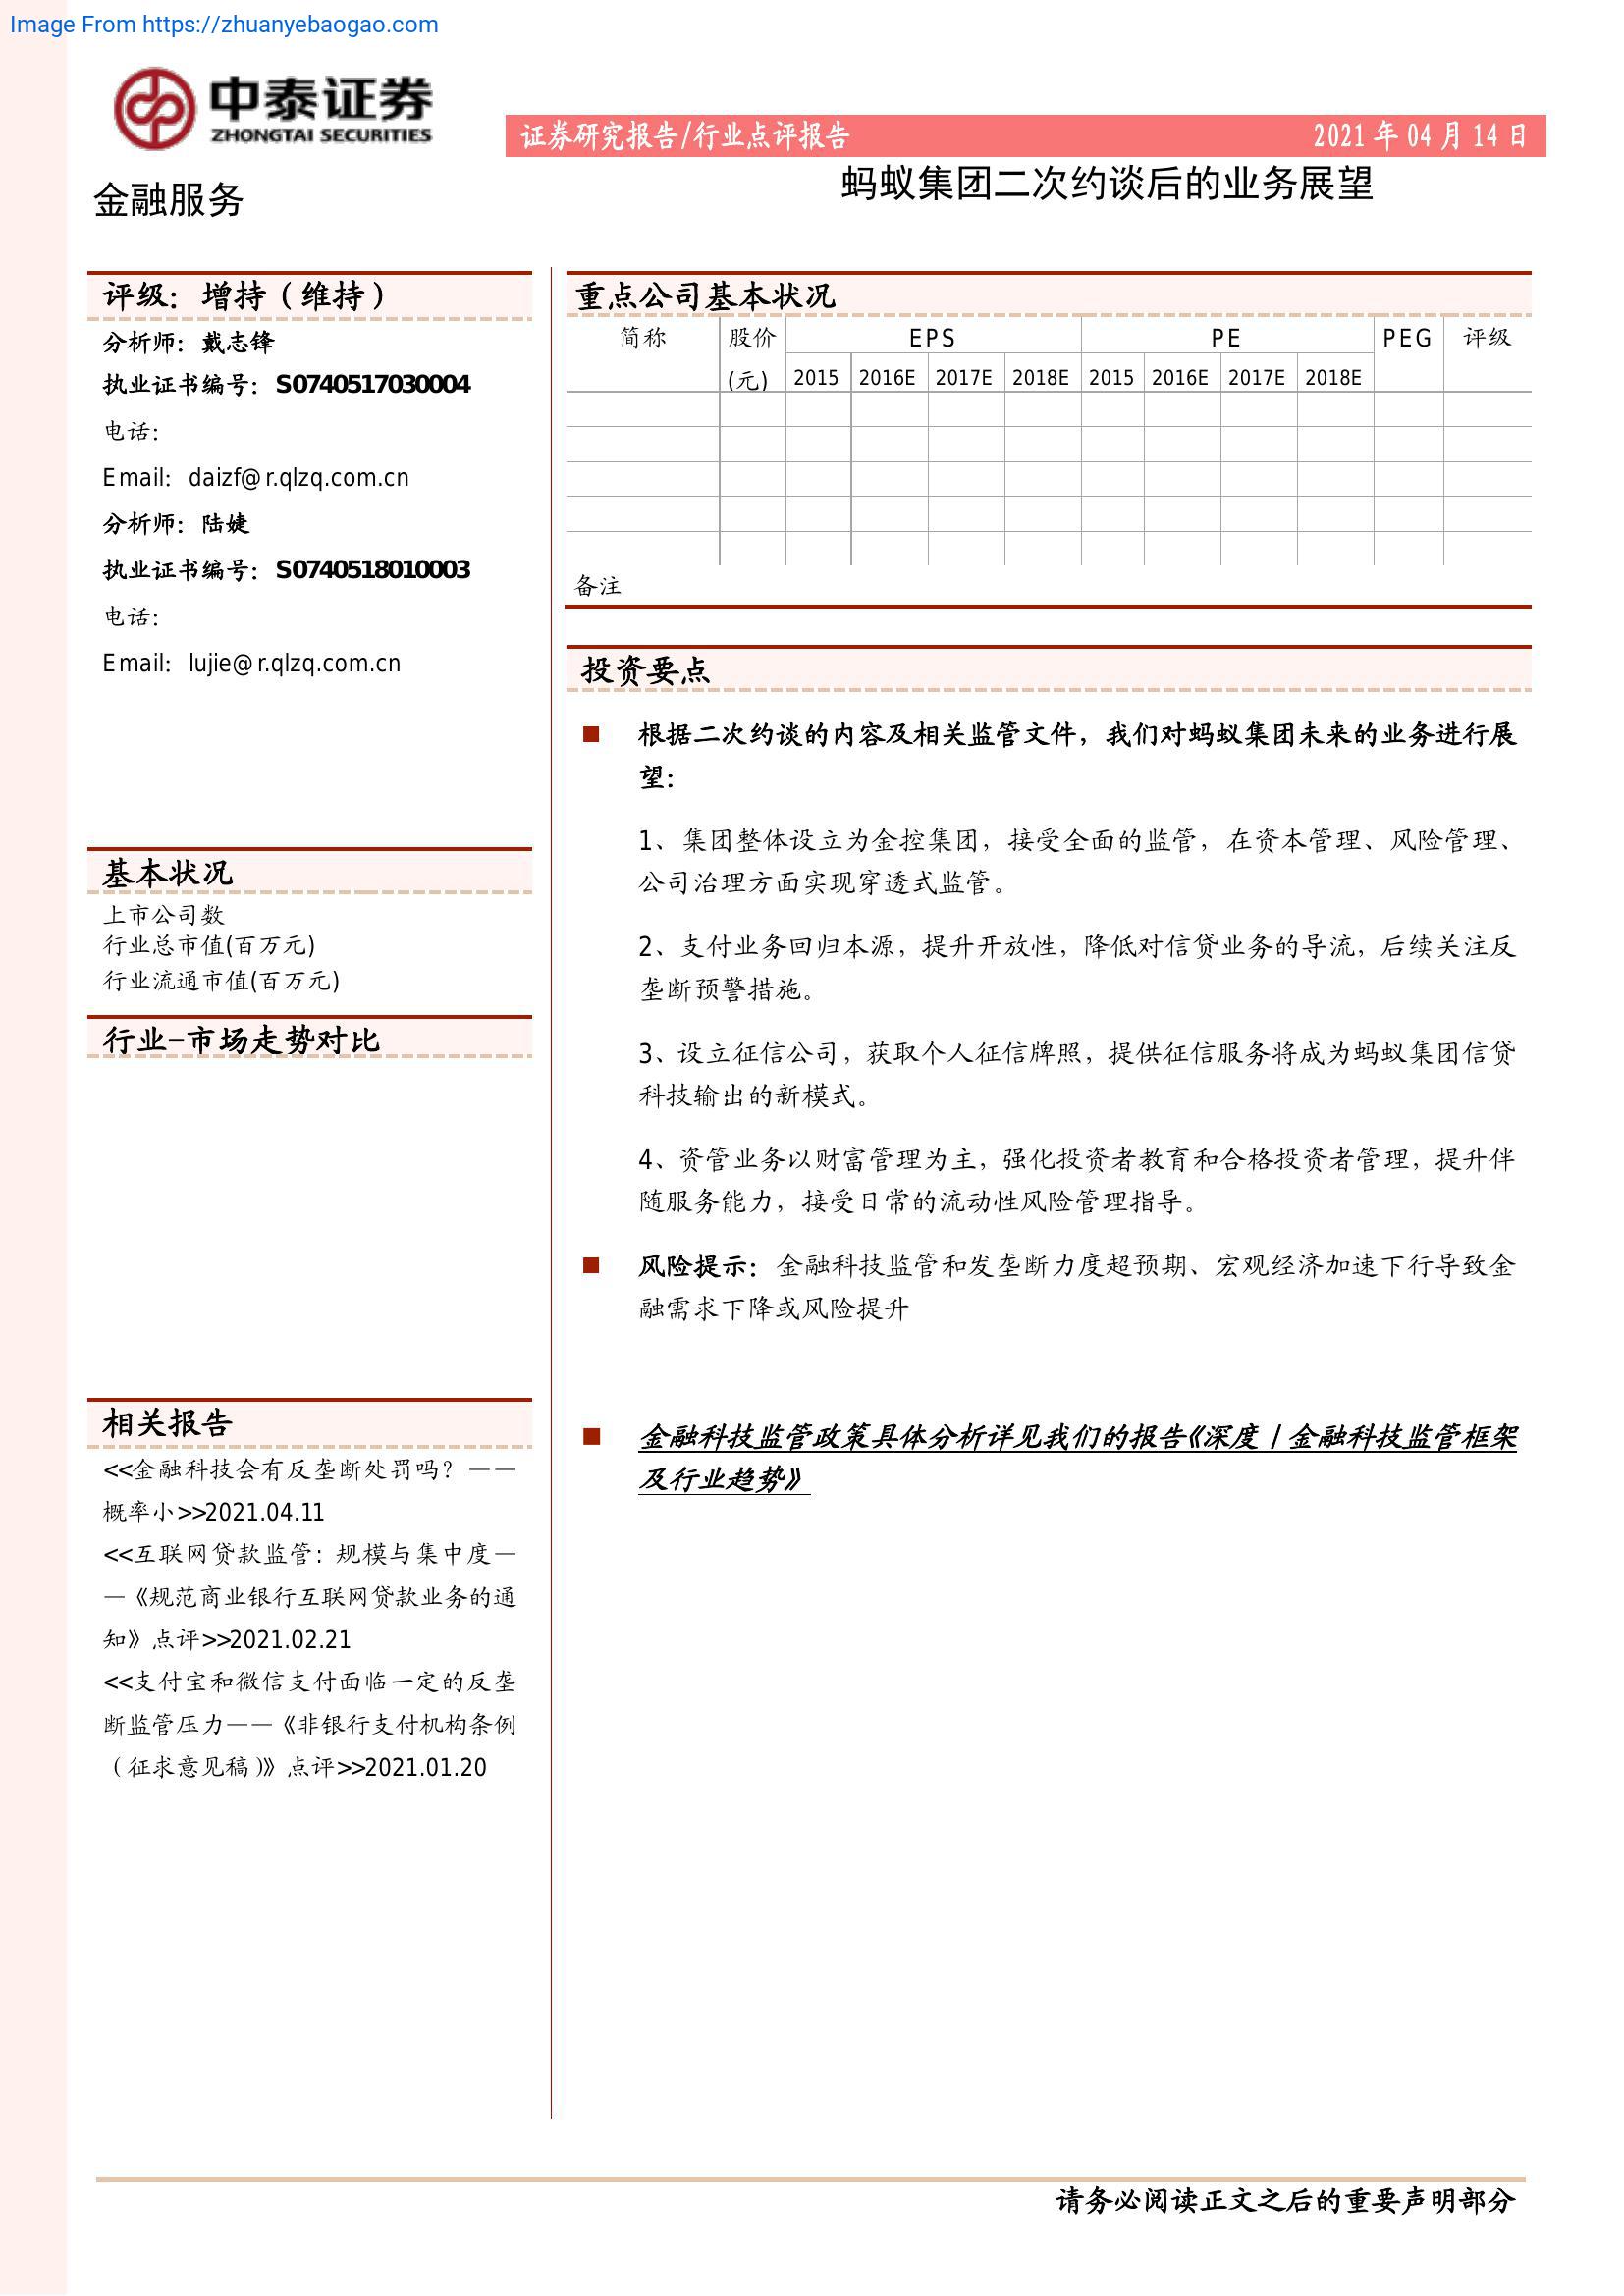 Image From https://zhuanyebaogao.com
中泰证券
ZHONGTAI SECURITIES
证券研究报告/行业点评报告
2021 年 04 月 14 日
金融服务
蚂蚁集团二次约谈后的业务展望
评级：增持（维持）
分析师：戴志锋
执业证书编号：S0740517030004
电话：
Email：daizf@r.qlzq.com.cn
分析师：陆婕
执业证书编号：S0740518010003
电话：
Email：lujie@r.qlzq.com.cn
基本状况
上市公司数
行业总市值(百万元)
行业流通市值(百万元)
行业-市场走势对比
相关报告
<<金融科技会有反垄断处罚吗？——
概率小>>2021.04.11
<<互联网贷款监管：规模与集中度—
—《规范商业银行互联网贷款业务的通
知》点评>>2021.02.21
<<支付宝和微信支付面临一定的反垄
断监管压力——《非银行支付机构条例
（征求意见稿）》点评>>2021.01.20
重点公司基本状况
简称 股价 EPS PE PEG 评级
(元) 2015 2016E 2017E 2018E 2015 2016E 2017E 2018E
备注
投资要点
根据二次约谈的内容及相关监管文件，我们对蚂蚁集团未来的业务进行展
望：
1、集团整体设立为金控集团，接受全面的监管，在资本管理、风险管理、
公司治理方面实现穿透式监管。
2、支付业务回归本源，提升开放性，降低对信贷业务的导流，后续关注反
垄断预警措施。
3、设立征信公司，获取个人征信牌照，提供征信服务将成为蚂蚁集团信贷
科技输出的新模式。
4、资管业务以财富管理为主，强化投资者教育和合格投资者管理，提升伴
随服务能力，接受日常的流动性风险管理指导。
风险提示：金融科技监管和发垄断力度超预期、宏观经济加速下行导致金
融需求下降或风险提升
金融科技监管政策具体分析详见我们的报告《深度 | 金融科技监管框架
及行业趋势》
请务必阅读正文之后的重要声明部分